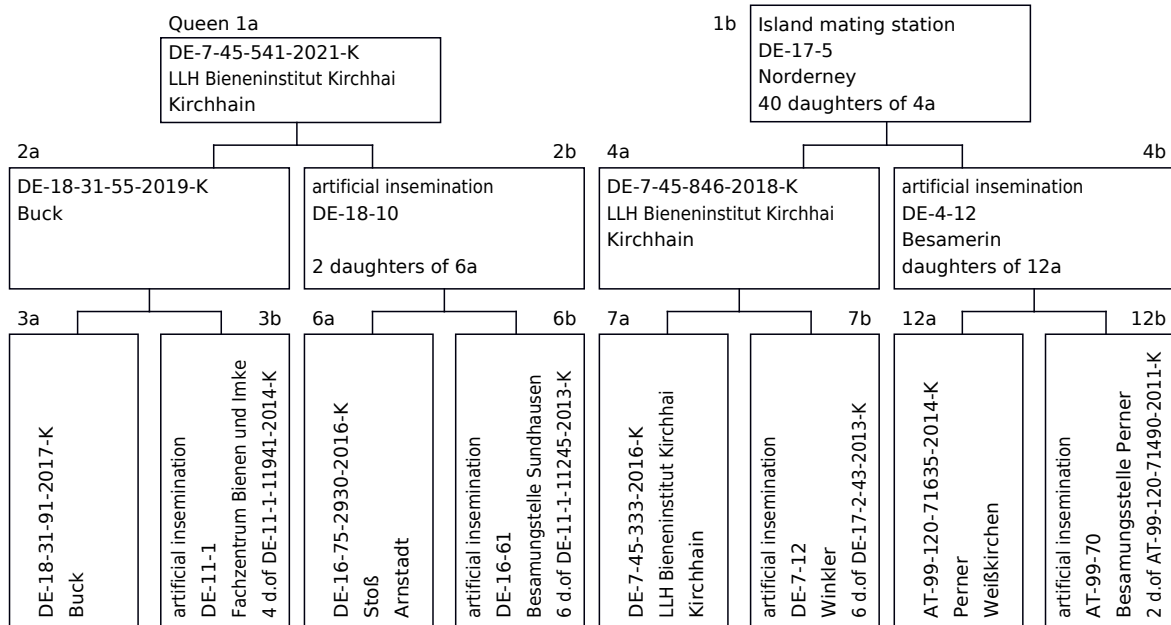 Queen 1a
DE-7-45-541-2021-K
LLH Bieneninstitut Kirchhai
Kirchhain
1b
Island mating station
DE-17-5
Norderney
40 daughters of 4a
2a
DE-18-31-55-2019-K
Buck
2b
artificial insemination
DE-18-10
2 daughters of 6a
4a
DE-7-45-846-2018-K
LLH Bieneninstitut Kirchhai
Kirchhain
4b
artificial insemination
DE-4-12
Besamerin
daughters of 12a
3a
DE-18-31-91-2017-K
Buck
3b
artificial insemination
DE-11-1
Fachzentrum Bienen und Imke
4 d.of DE-11-1-11941-2014-K
6a
DE-16-75-2930-2016-K
Stoß
Arnstadt
6b
artificial insemination
DE-16-61
Besamungstelle Sundhausen
6 d.of DE-11-1-11245-2013-K
7a
DE-7-45-333-2016-K
LLH Bieneninstitut Kirchhai
Kirchhain
7b
artificial insemination
DE-7-12
Winkler
6 d.of DE-17-2-43-2013-K
12a
AT-99-120-71635-2014-K
Perner
Weißkirchen
12b
artificial insemination
AT-99-70
Besamungsstelle Perner
2 d.of AT-99-120-71490-2011-K